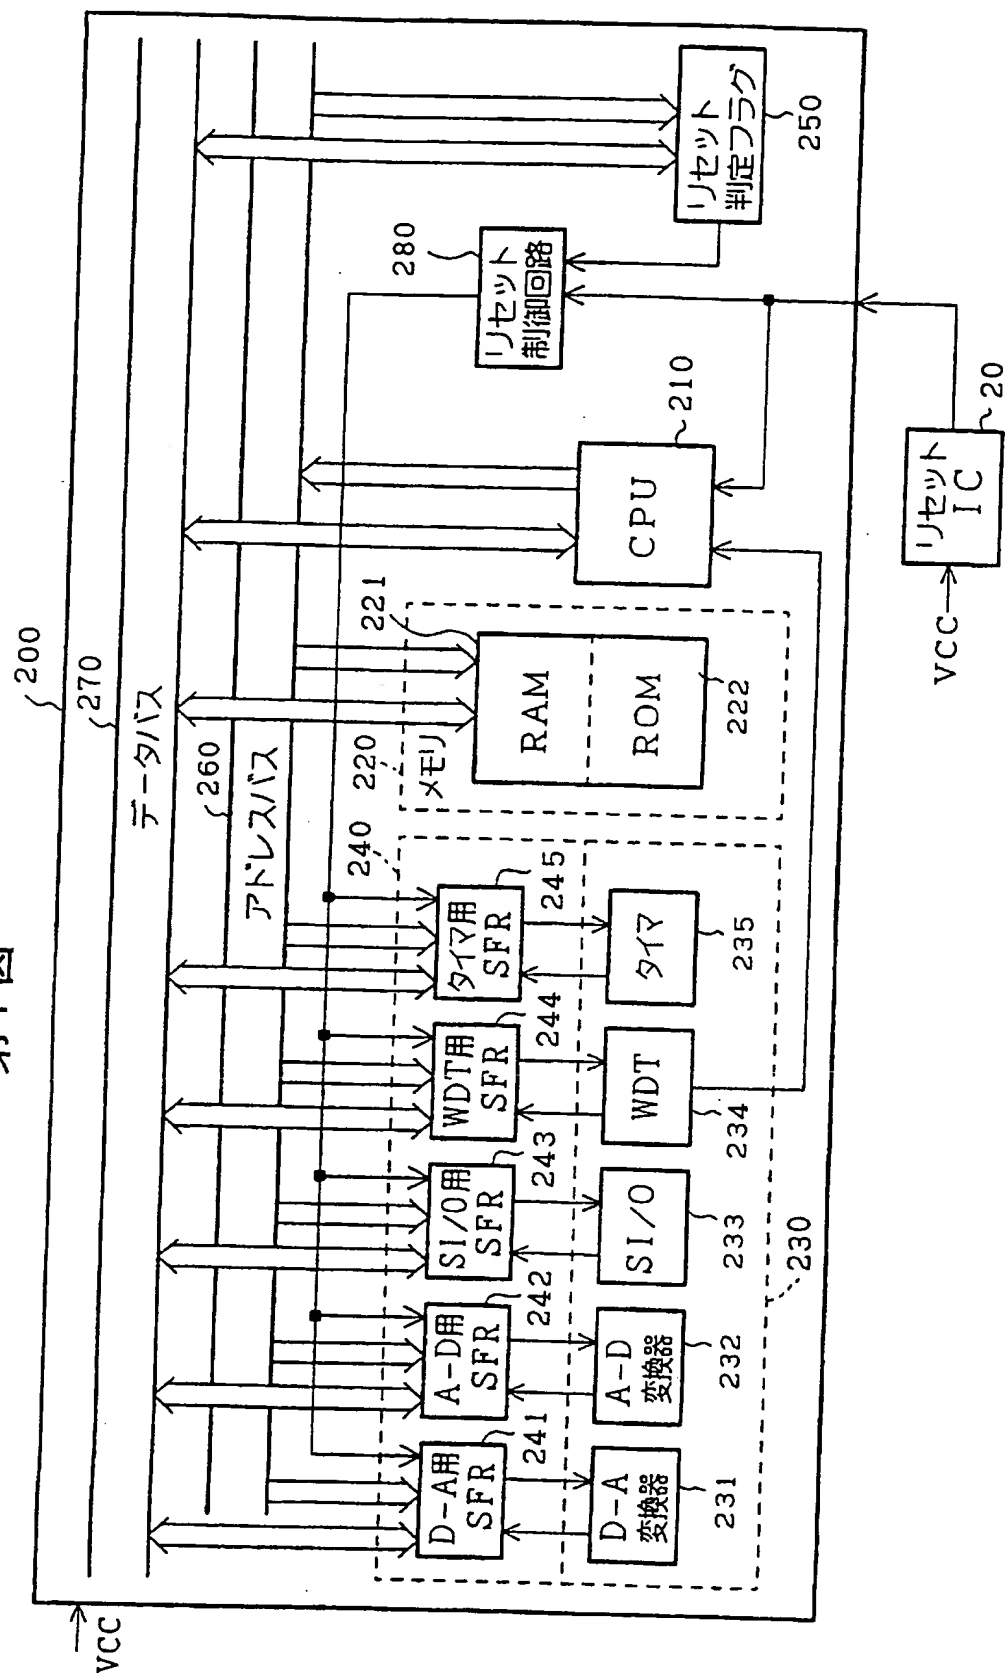 200
270
データバス
260
アドレスバス
VCC
240
220
メモリ
221
RAM
ROM
222
280
リセット
制御回路
210
CPU
リセット
判定フラグ
250
D-A用
SFR
241
A-D用
SFR
242
SI/O用
SFR
243
WDT用
SFR
244
タイマ用
SFR
245
D-A
変換器
231
A-D
変換器
232
SI/O
233
WDT
234
タイマ
235
230
VCC
リセット
IC
20